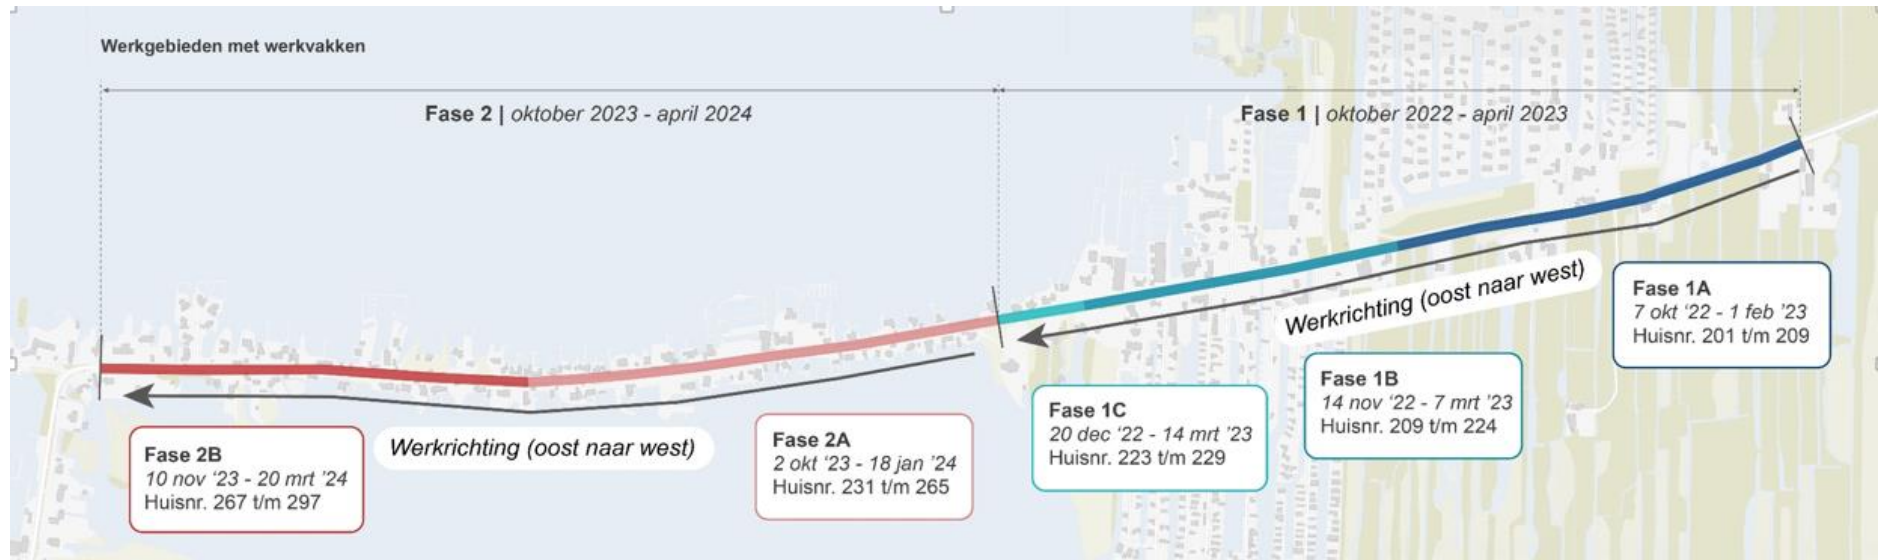 Werkgebieden met werkvakken
Fase 2 | oktober 2023 - april 2024
Fase 1 | oktober 2022 - april 2023
Werkrichting (oost naar west)
Fase 1A
7 okt ‘22 - 1 feb ’23
Huisnr. 201 t/m 209
Fase 1B
14 nov ‘22 - 7 mrt ’23
Huisnr. 209 t/m 224
Fase 1C
20 dec ‘22 - 14 mrt ’23
Huisnr. 223 t/m 229
Fase 2A
2 okt ‘23 - 18 jan ’24
Huisnr. 231 t/m 265
Werkrichting (oost naar west)
Fase 2B
10 nov ‘23 - 20 mrt ’24
Huisnr. 267 t/m 297